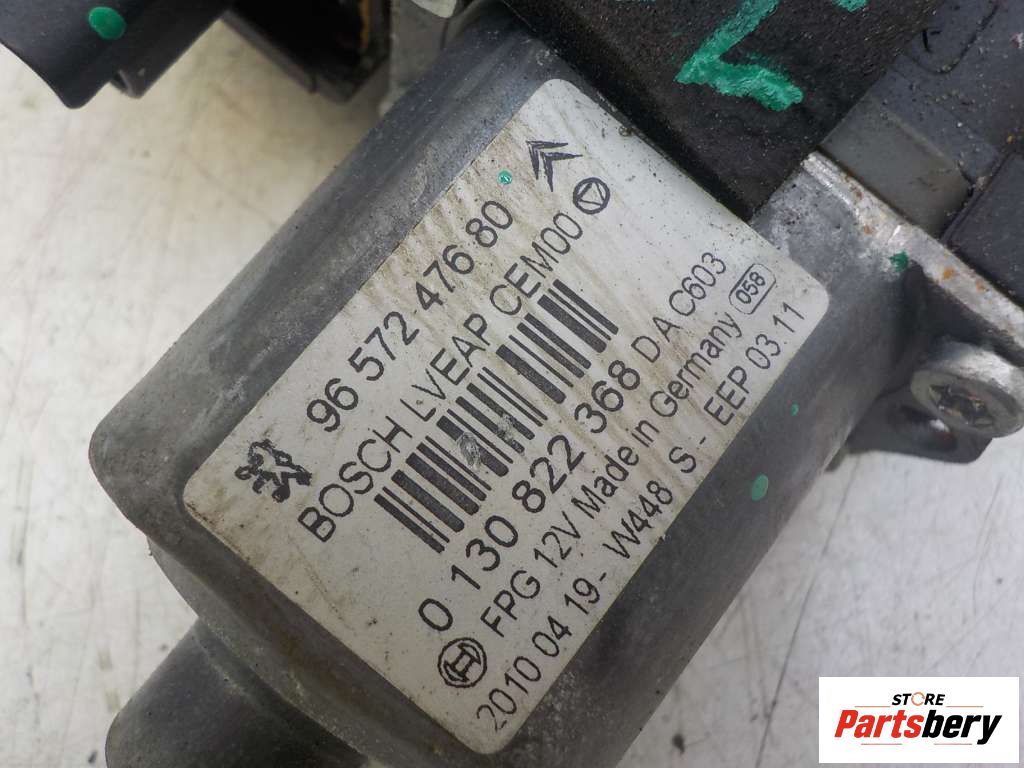 96 572 476 80
BOSCH LVEAP CEM00
0 130 822 368 D A C603
FPG 12V Made in Germany 058
2010 04 19 - W448 S - EEP 03.11
STORE
Partsbery